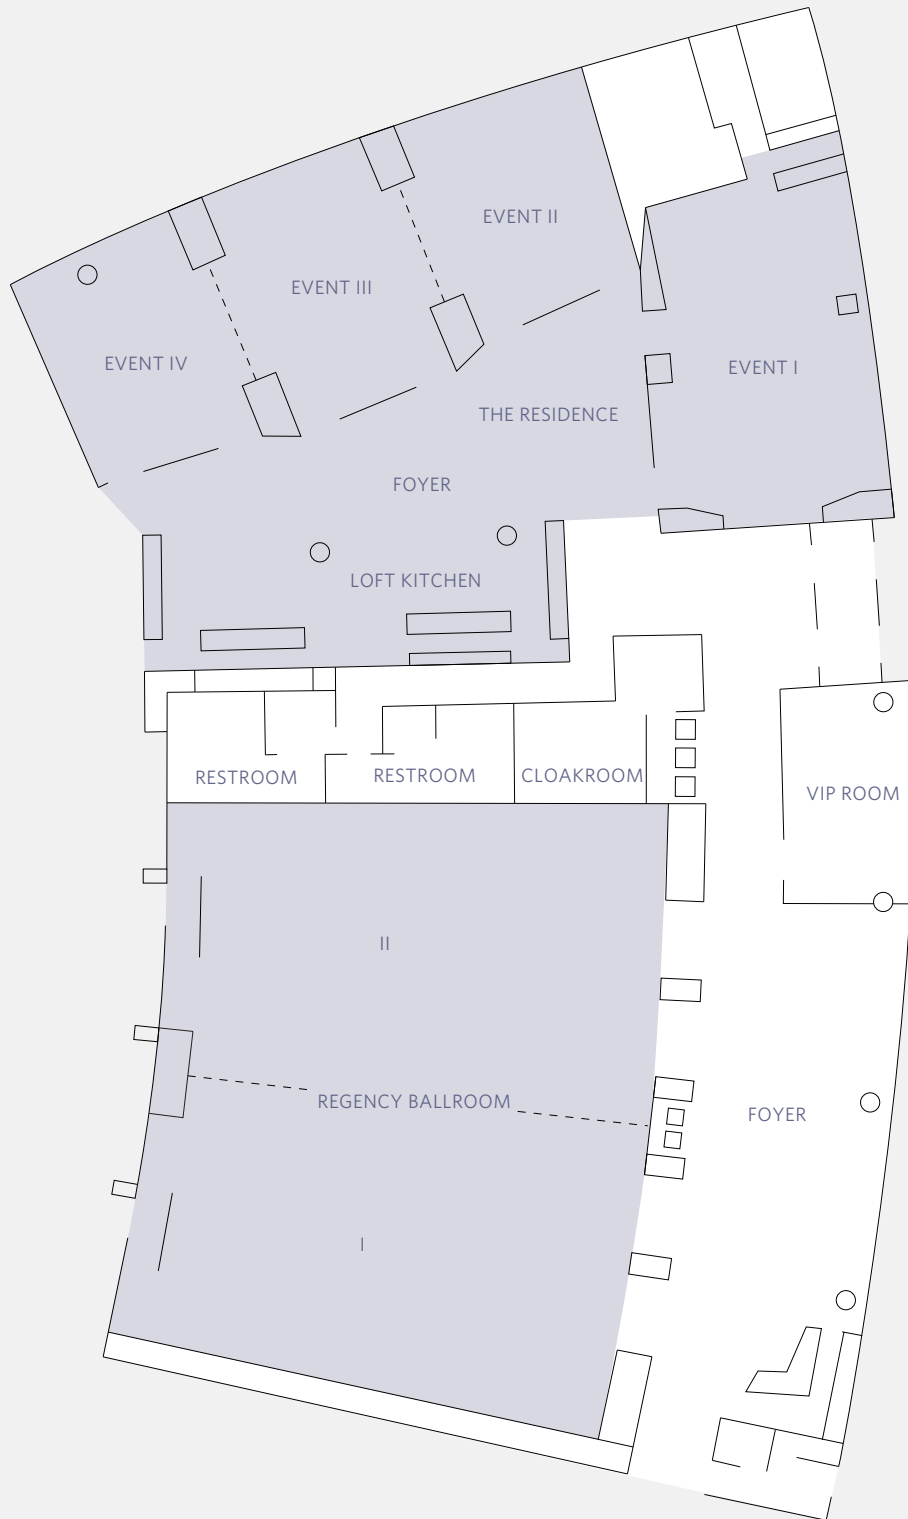 EVENT II
EVENT III
EVENT IV
EVENT I
THE RESIDENCE
FOYER
LOFT KITCHEN
RESTROOM
RESTROOM
CLOAKROOM
VIP ROOM
II
REGENCY BALLROOM
FOYER
I